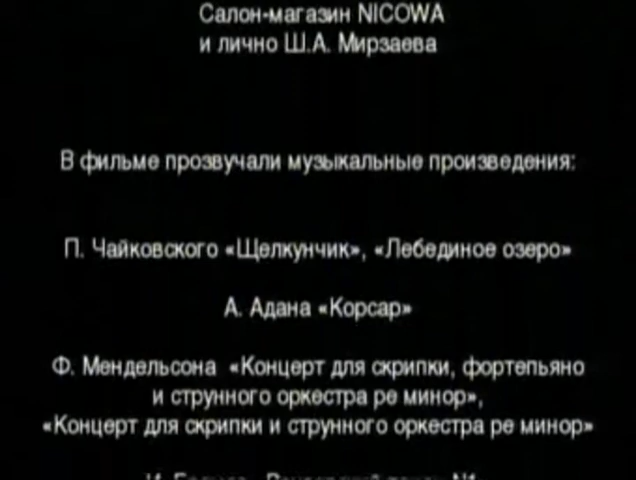 Салон-магазин NICOWA
и лично Ш.А. Мирзаева
В фильме прозвучали музыкальные произведения:
П. Чайковского «Щелкунчик», «Лебединое озеро»
А. Адана «Корсар»
Ф. Мендельсона «Концерт для скрипки, фортепьяно
и струнного оркестра ре минор»,
«Концерт для скрипки и струнного оркестра ре минор»